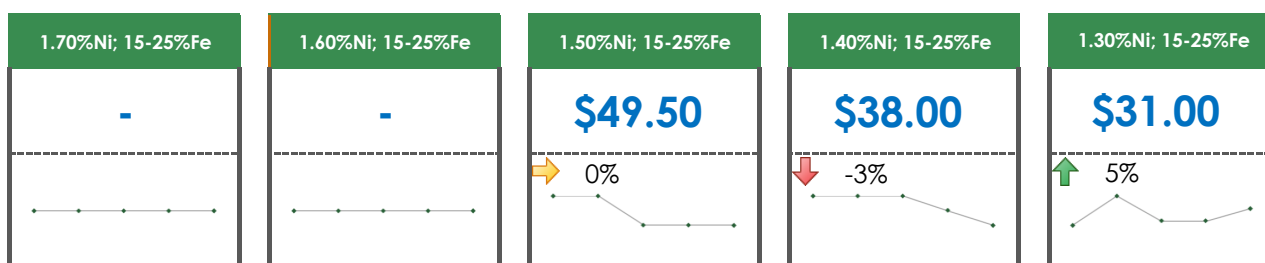 1.70%Ni; 15-25%Fe
1.60%Ni; 15-25%Fe
1.50%Ni; 15-25%Fe
1.40%Ni; 15-25%Fe
1.30%Ni; 15-25%Fe
-
-
$49.50
$38.00
$31.00
0%
-3%
5%